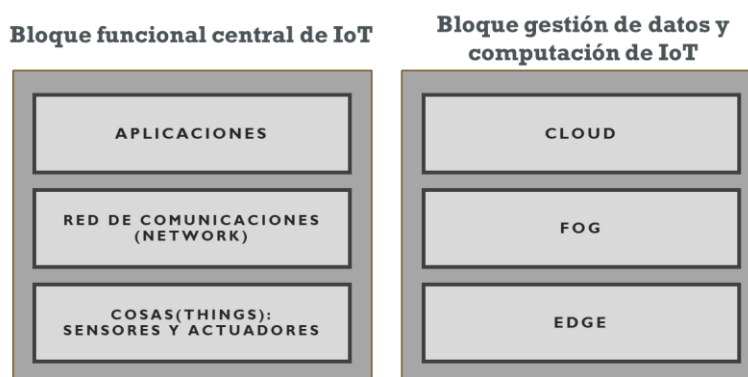 Bloque funcional central de IoT
APLICACIONES
RED DE COMUNICACIONES
(NETWORK)
COSAS(THINGS):
SENSORES Y ACTUADORES
Bloque gestión de datos y
computación de IoT
CLOUD
FOG
EDGE